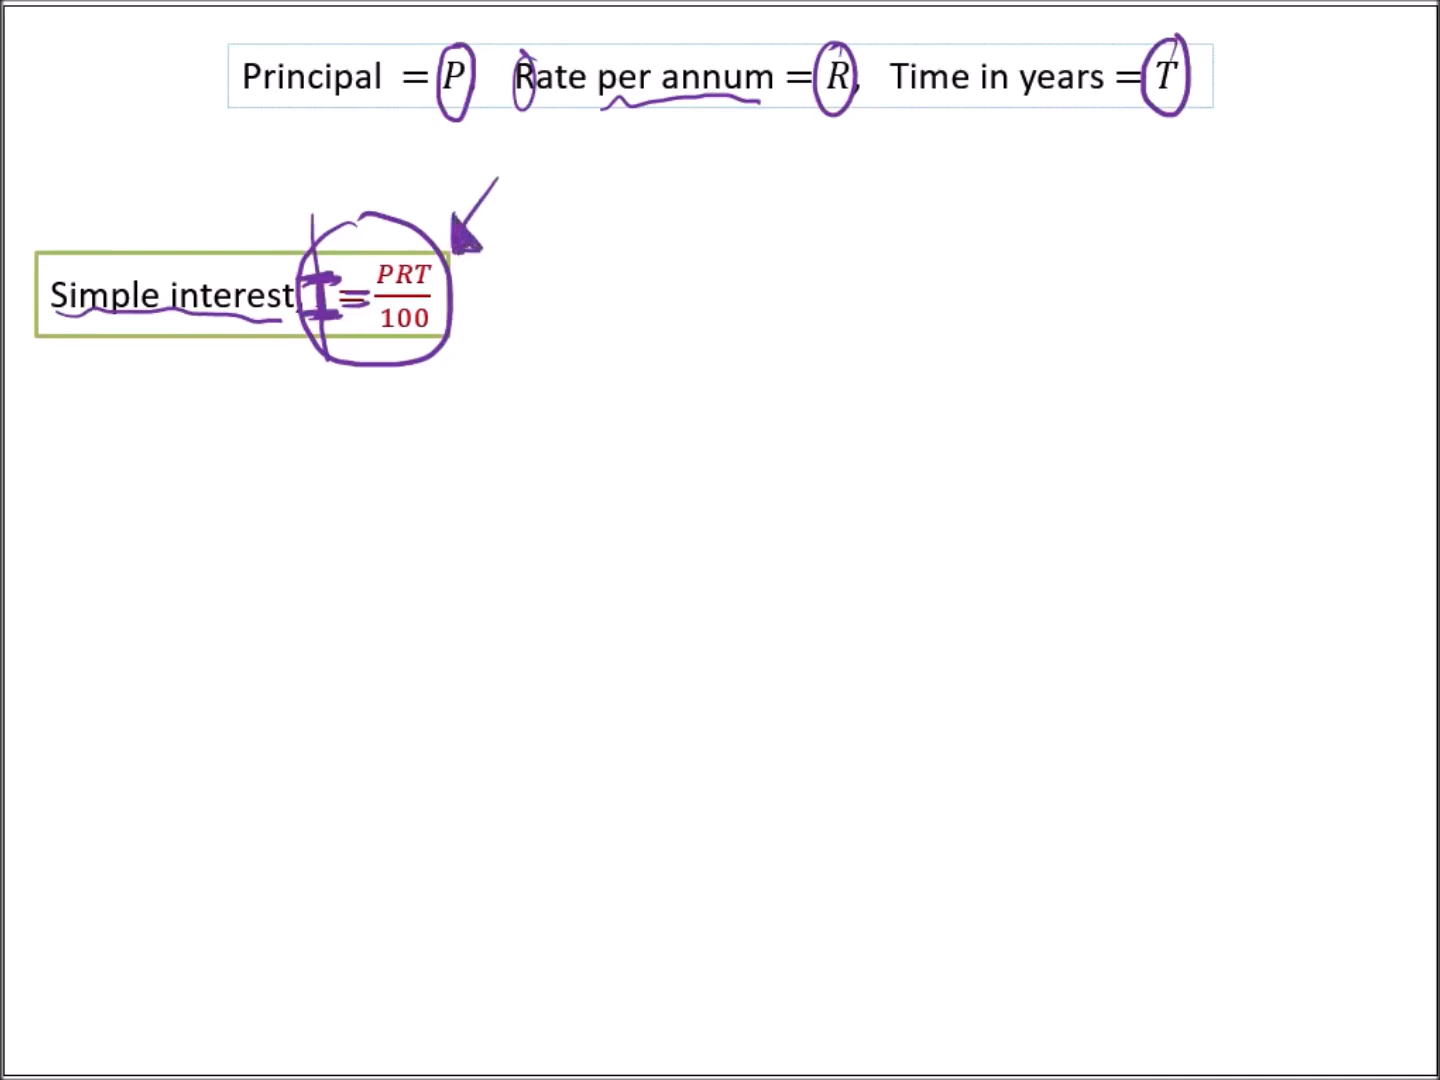 Principal = P Rate per annum = R, Time in years = T
Simple interest, I = PRT/100